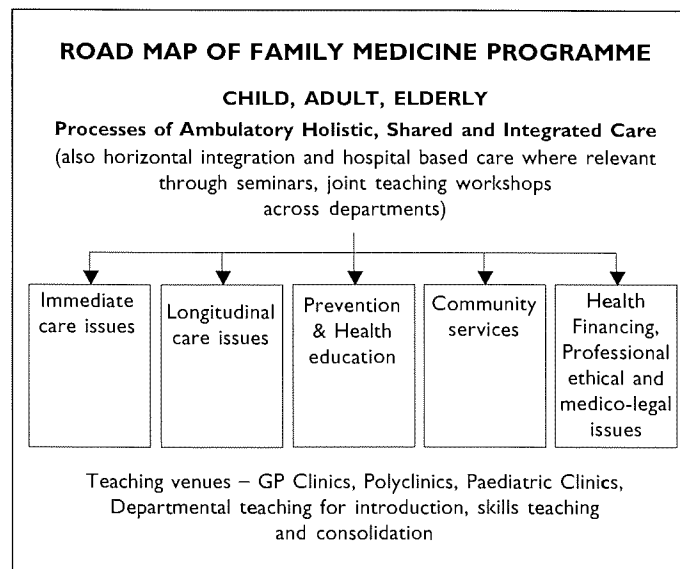 ROAD MAP OF FAMILY MEDICINE PROGRAMME
CHILD, ADULT, ELDERLY
Processes of Ambulatory Holistic, Shared and Integrated Care
(also horizontal integration and hospital based care where relevant
through seminars, joint teaching workshops
across departments)
Immediate
care issues
Longitudinal
care issues
Prevention
& Health
education
Community
services
Health
Financing,
Professional
ethical and
medico-legal
issues
Teaching venues – GP Clinics, Polyclinics, Paediatric Clinics,
Departmental teaching for introduction, skills teaching
and consolidation